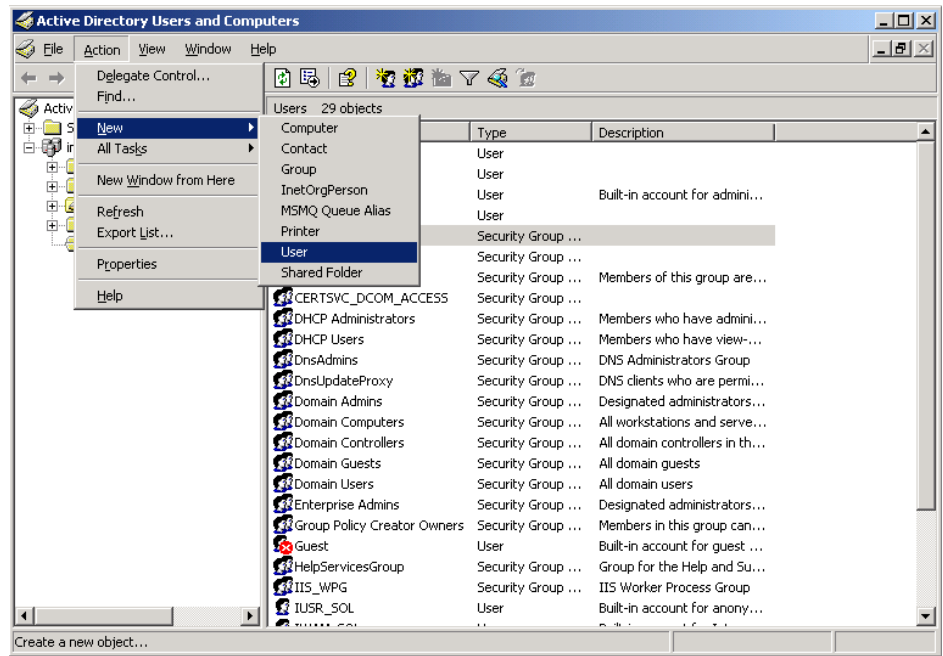 Active Directory Users and Computers
File Action View Window Help
Delegate Control...
Find...
New
All Tasks
New Window from Here
Refresh
Export List...
Properties
Help
Activ
S
Computer
Contact
Group
InetOrgPerson
MSMQ Queue Alias
Printer
User
Shared Folder
Users 29 objects
Type Description
User
User
User Built-in account for admini...
User
Security Group ...
Security Group ...
Security Group ... Members of this group are...
CERTSVC_DCOM_ACCESS Security Group ...
DHCP Administrators Security Group ... Members who have admini...
DHCP Users Security Group ... Members who have view-...
DnsAdmins Security Group ... DNS Administrators Group
DnsUpdateProxy Security Group ... DNS clients who are permi...
Domain Admins Security Group ... Designated administrators...
Domain Computers Security Group ... All workstations and serve...
Domain Controllers Security Group ... All domain controllers in th...
Domain Guests Security Group ... All domain guests
Domain Users Security Group ... All domain users
Enterprise Admins Security Group ... Designated administrators...
Group Policy Creator Owners Security Group ... Members in this group can...
Guest User Built-in account for guest ...
HelpServicesGroup Security Group ... Group for the Help and Su...
IIS_WPG Security Group ... IIS Worker Process Group
IUSR_SOL User Built-in account for anony...
Create a new object...